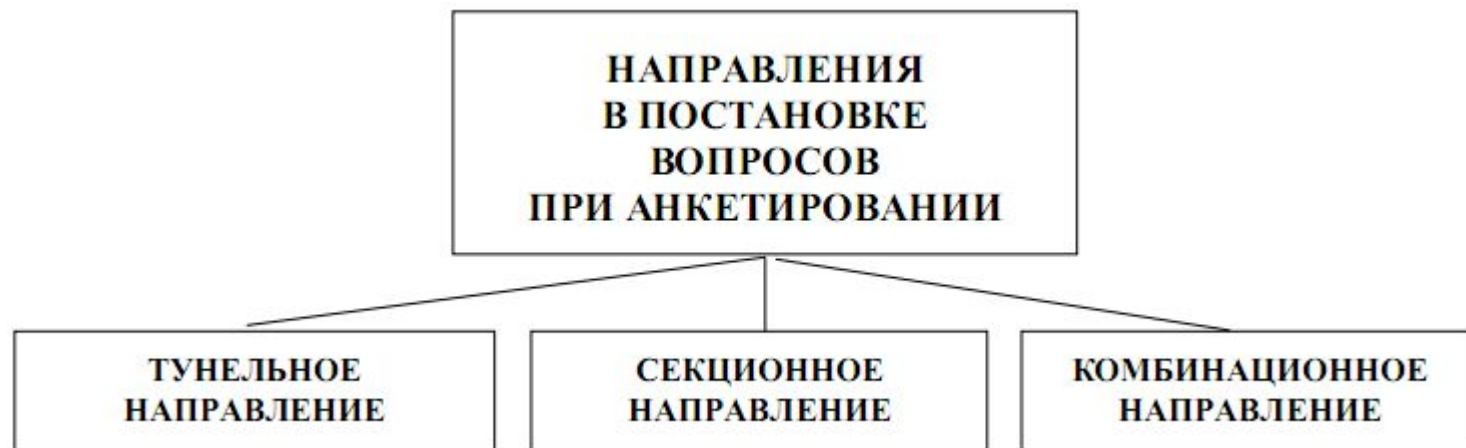 НАПРАВЛЕНИЯ
В ПОСТАНОВКЕ
ВОПРОСОВ
ПРИ АНКЕТИРОВАНИИ
ТУНЕЛЬНОЕ
НАПРАВЛЕНИЕ
СЕКЦИОННОЕ
НАПРАВЛЕНИЕ
КОМБИНАЦИОННОЕ
НАПРАВЛЕНИЕ